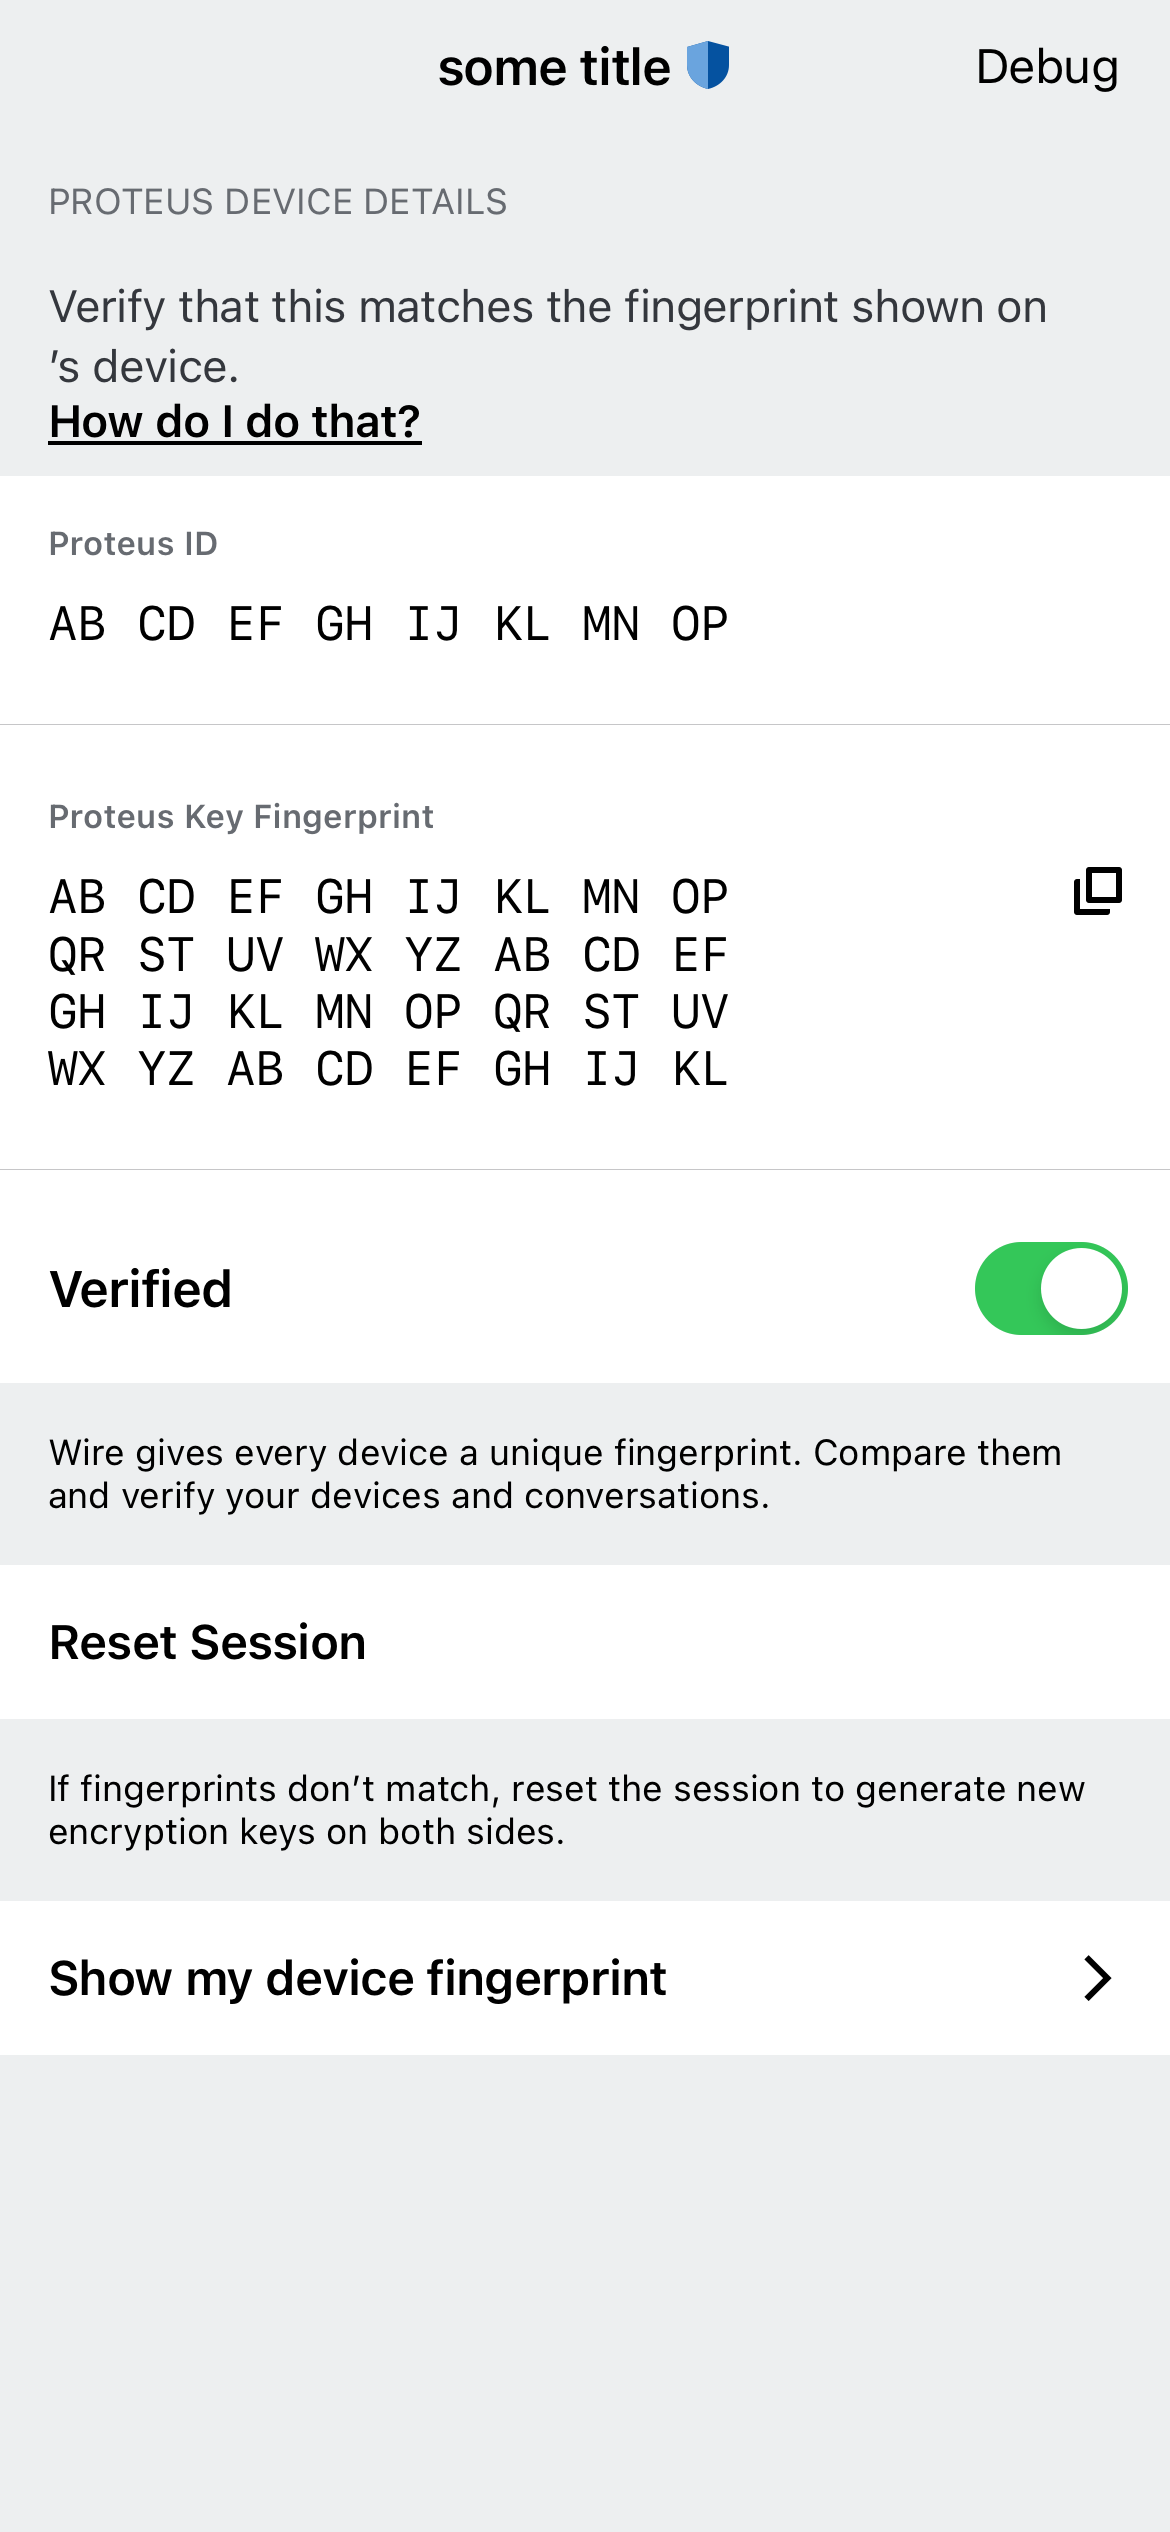 some title
Debug
PROTEUS DEVICE DETAILS
Verify that this matches the fingerprint shown on
’s device.
How do I do that?
Proteus ID
AB CD EF GH IJ KL MN OP
Proteus Key Fingerprint
AB CD EF GH IJ KL MN OP
QR ST UV WX YZ AB CD EF
GH IJ KL MN OP QR ST UV
WX YZ AB CD EF GH IJ KL
Verified
Wire gives every device a unique fingerprint. Compare them
and verify your devices and conversations.
Reset Session
If fingerprints don’t match, reset the session to generate new
encryption keys on both sides.
Show my device fingerprint